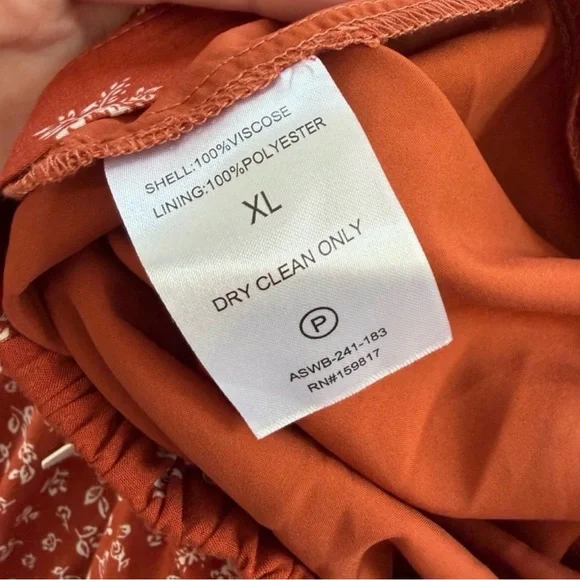 SHELL:100%VISCOSE
LINING:100%POLYESTER
XL
DRY CLEAN ONLY
P
ASWB-241-183
RN#159817